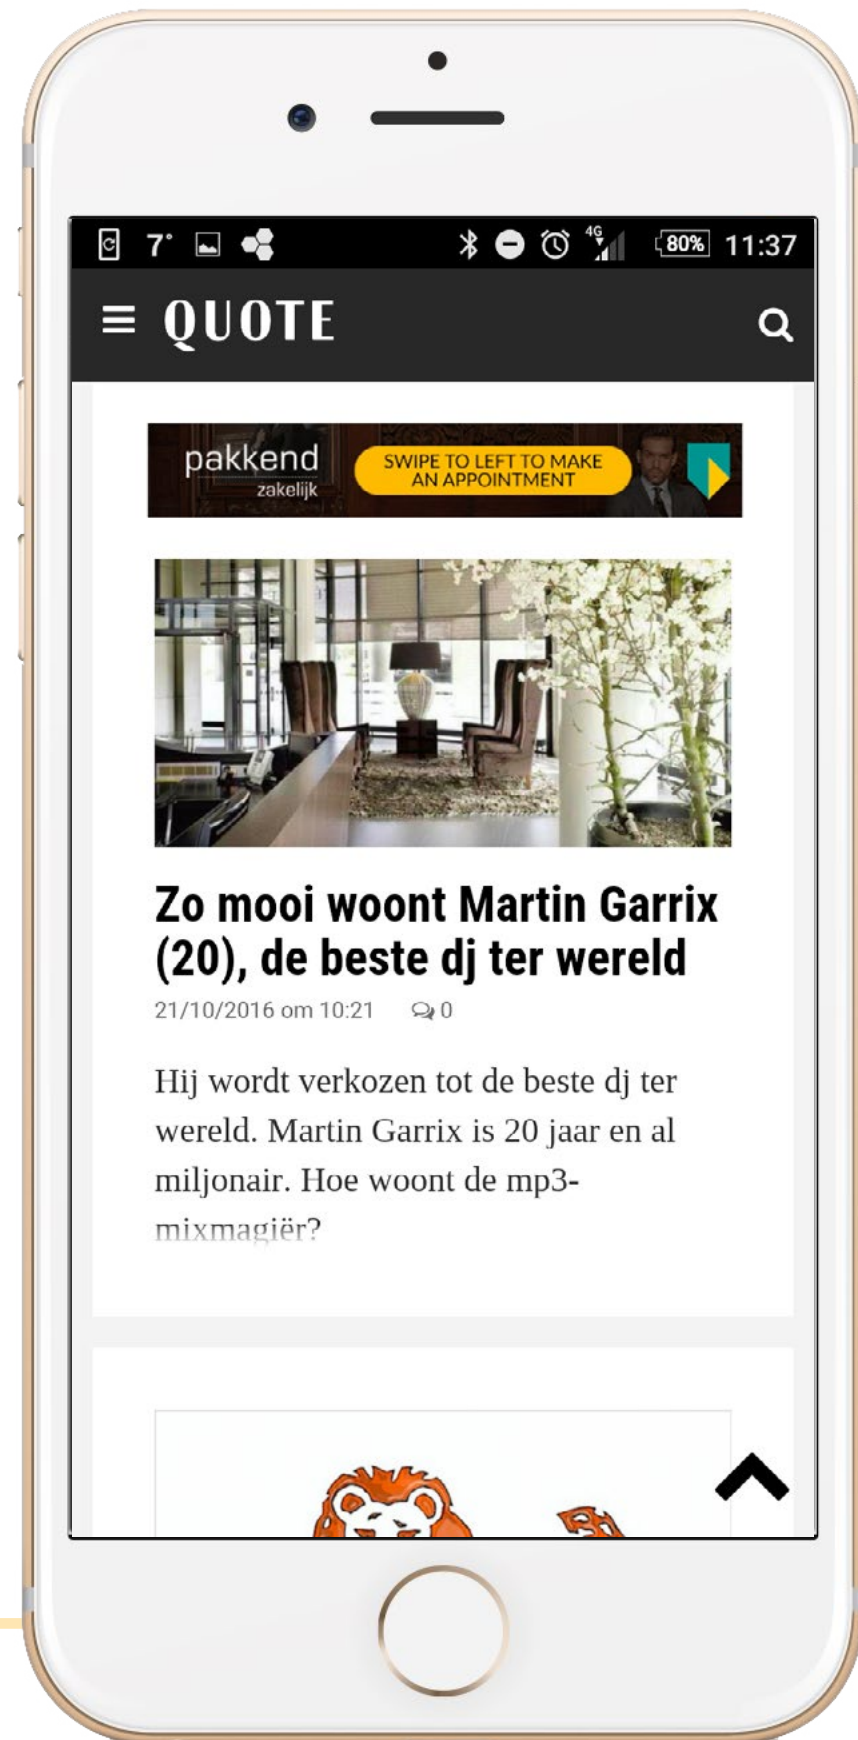 7° 4G 80% 11:37
QUOTE
pakkend
zakelijk
SWIPE TO LEFT TO MAKE
AN APPOINTMENT
Zo mooi woont Martin Garrix
(20), de beste dj ter wereld
21/10/2016 om 10:21 0
Hij wordt verkozen tot de beste dj ter
wereld. Martin Garrix is 20 jaar en al
miljonair. Hoe woont de mp3-
mixmagiër?